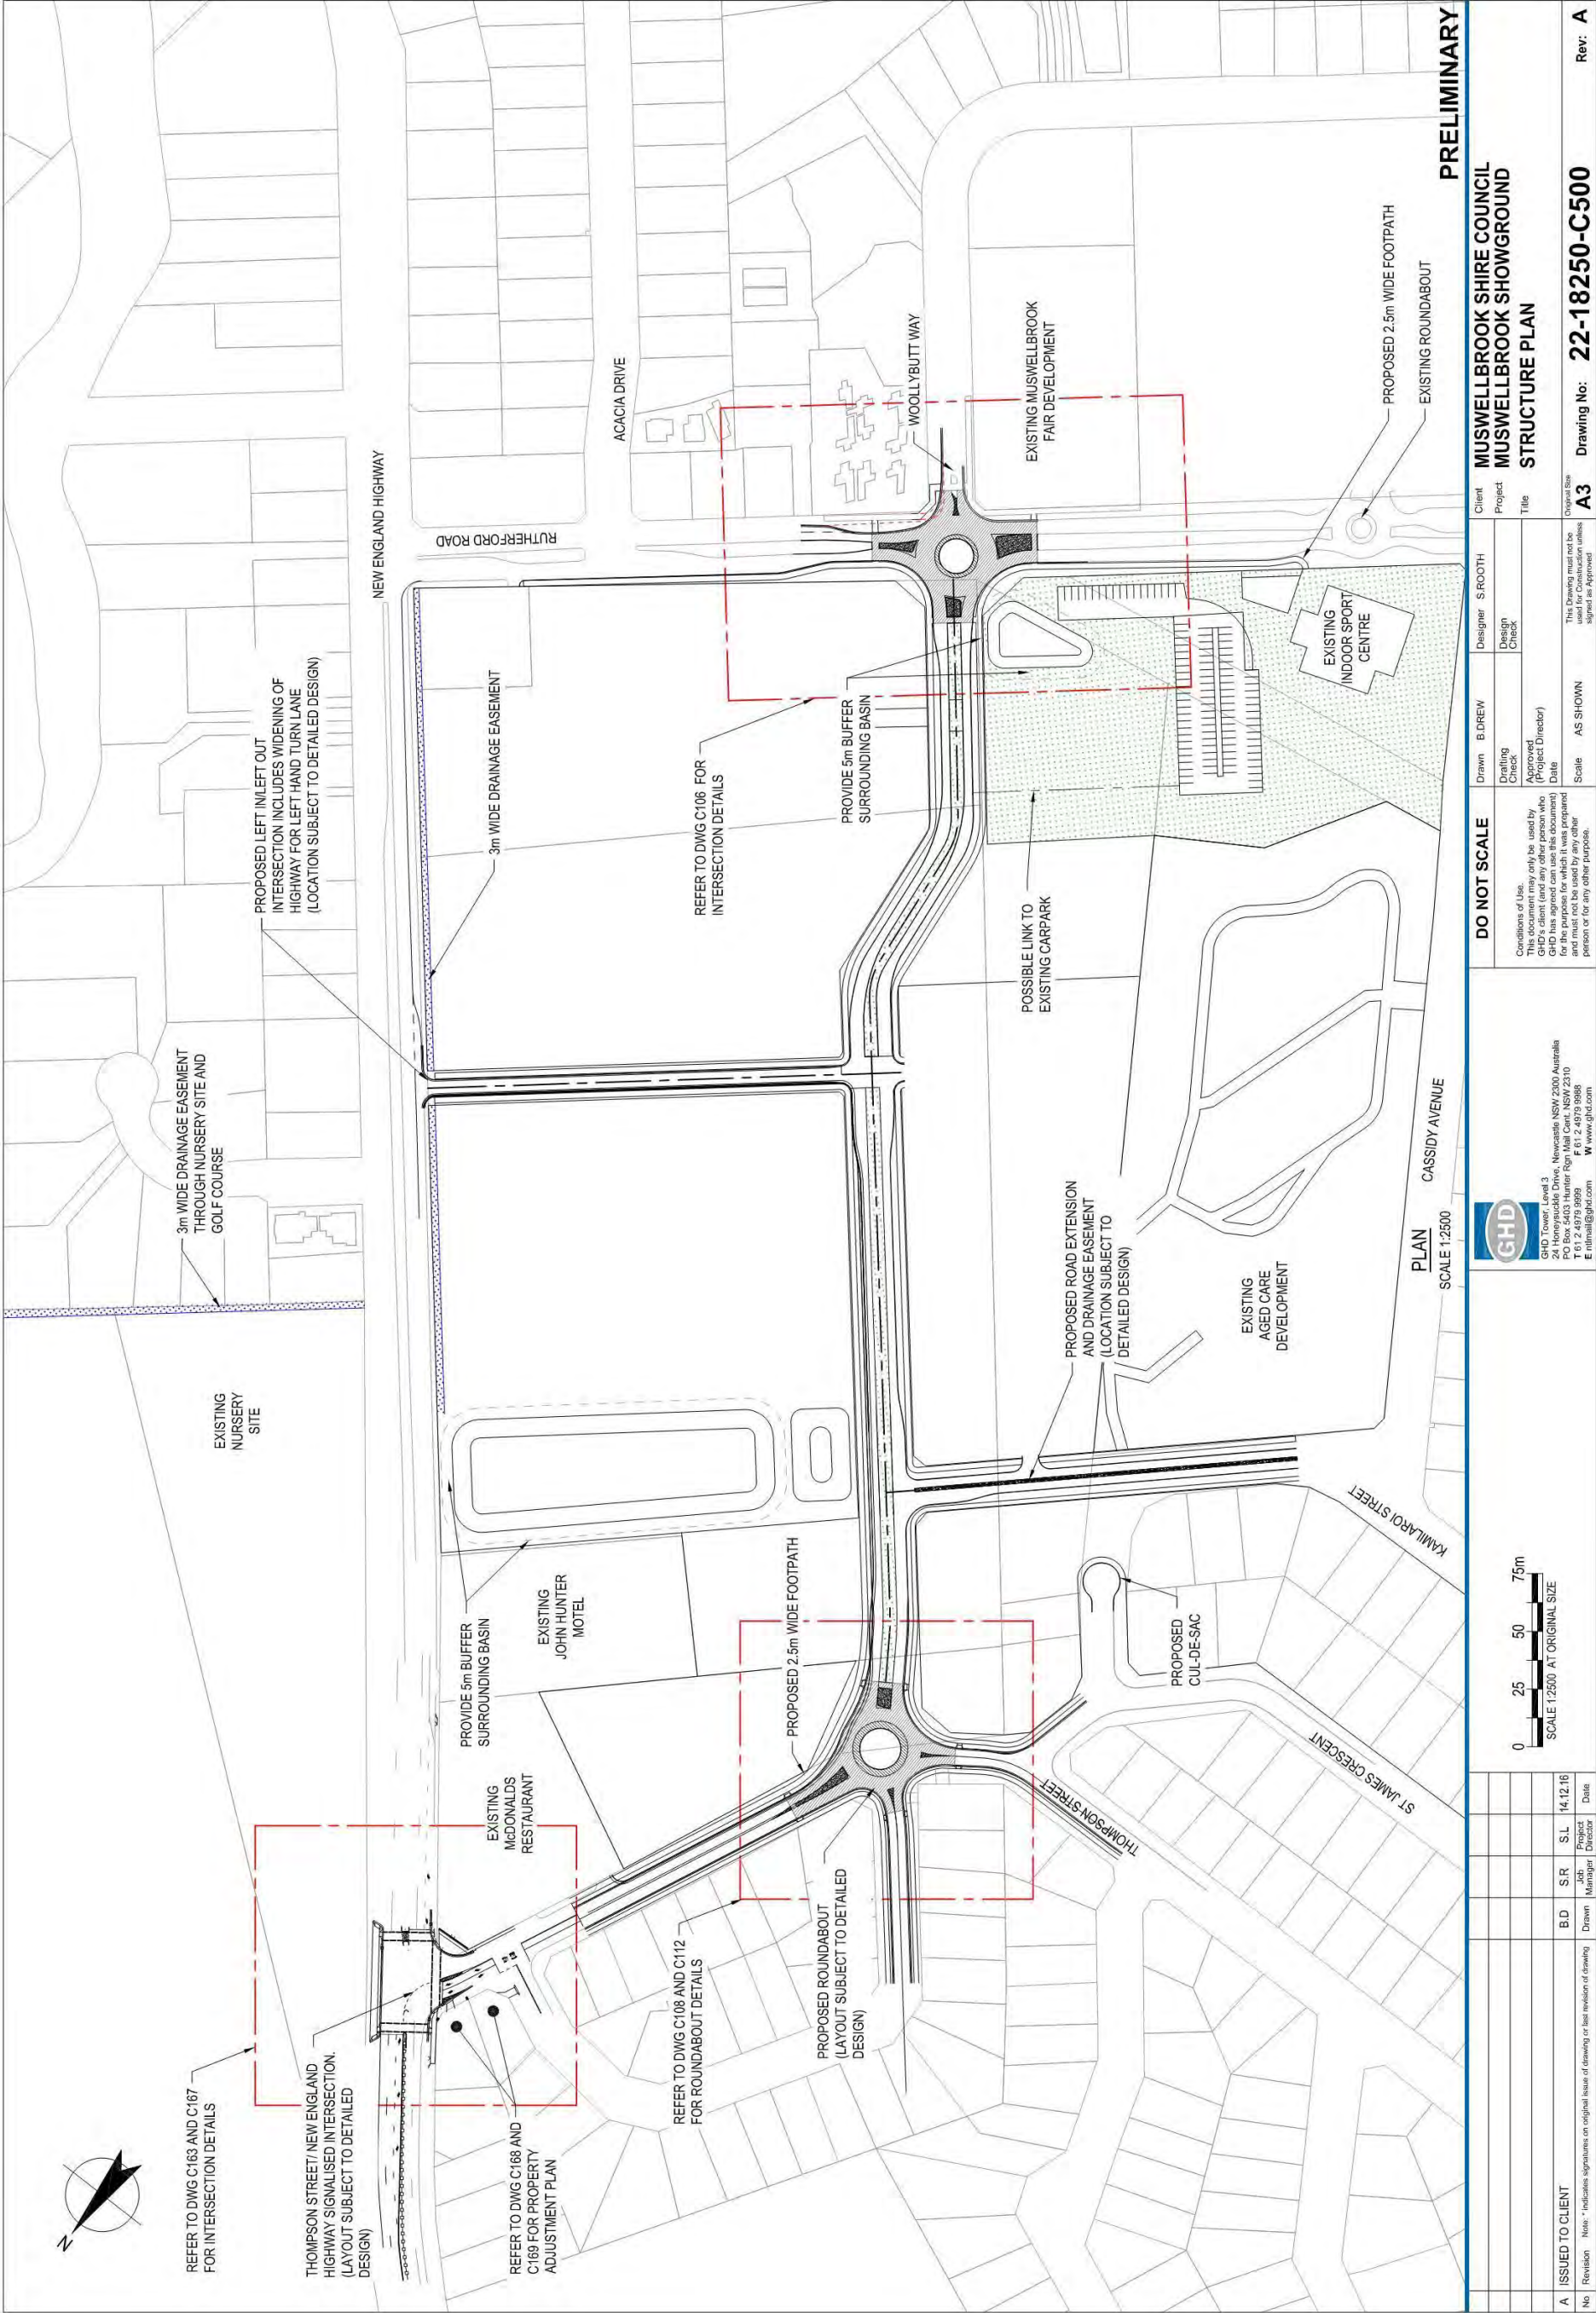 N
REFER TO DWG C163 AND C167
FOR INTERSECTION DETAILS
THOMPSON STREET/ NEW ENGLAND
HIGHWAY SIGNALISED INTERSECTION.
(LAYOUT SUBJECT TO DETAILED
DESIGN)
REFER TO DWG C168 AND
C169 FOR PROPERTY
ADJUSTMENT PLAN
REFER TO DWG C108 AND C112
FOR ROUNDABOUT DETAILS
PROPOSED ROUNDABOUT
(LAYOUT SUBJECT TO DETAILED
DESIGN)
EXISTING
McDONALDS
RESTAURANT
PROVIDE 5m BUFFER
SURROUNDING BASIN
EXISTING
JOHN HUNTER
MOTEL
PROPOSED 2.5m WIDE FOOTPATH
THOMPSON STREET
ST JAMES CRESCENT
PROPOSED
CUL-DE-SAC
KAMILAROI STREET
EXISTING
NURSERY
SITE
3m WIDE DRAINAGE EASEMENT
THROUGH NURSERY SITE AND
GOLF COURSE
PROPOSED LEFT IN/LEFT OUT
INTERSECTION INCLUDES WIDENING OF
HIGHWAY FOR LEFT HAND TURN LANE
(LOCATION SUBJECT TO DETAILED DESIGN)
PROPOSED ROAD EXTENSION
AND DRAINAGE EASEMENT
(LOCATION SUBJECT TO
DETAILED DESIGN)
EXISTING
AGED CARE
DEVELOPMENT
3m WIDE DRAINAGE EASEMENT
NEW ENGLAND HIGHWAY
RUTHERFORD ROAD
ACACIA DRIVE
REFER TO DWG C106 FOR
INTERSECTION DETAILS
PROVIDE 5m BUFFER
SURROUNDING BASIN
POSSIBLE LINK TO
EXISTING CARPARK
WOOLLYBUTT WAY
EXISTING MUSWELLBROOK
FAIR DEVELOPMENT
EXISTING
INDOOR SPORT
CENTRE
PROPOSED 2.5m WIDE FOOTPATH
EXISTING ROUNDABOUT
CASSIDY AVENUE
PLAN
SCALE 1:2500
PRELIMINARY
A ISSUED TO CLIENT B.D S.R S.L 14.12.16
No Revision Note: * indicates signatures on original issue of drawing or last revision of drawing Drawn Job Manager Project Director Date
0 25 50 75m
SCALE 1:2500 AT ORIGINAL SIZE
GHD
GHD Tower, Level 3
24 Honeysuckle Drive, Newcastle NSW 2300 Australia
PO Box 5403 Hunter Rgn Mail Cent. NSW 2310
T 61 2 4979 9999 F 61 2 4979 9988
E ntlmail@ghd.com W www.ghd.com
DO NOT SCALE
Conditions of Use.
This document may only be used by
GHD's client (and any other person who
GHD has agreed can use this document)
for the purpose for which it was prepared
and must not be used by any other
person or for any other purpose.
Drawn B.DREW
Designer S.ROOTH
Drafting Check
Design Check
Approved
(Project Director)
Date
Scale AS SHOWN
This Drawing must not be
used for Construction unless
signed as Approved
Client MUSWELLBROOK SHIRE COUNCIL
Project MUSWELLBROOK SHOWGROUND
Title STRUCTURE PLAN
Original Size
A3 Drawing No: 22-18250-C500 Rev: A